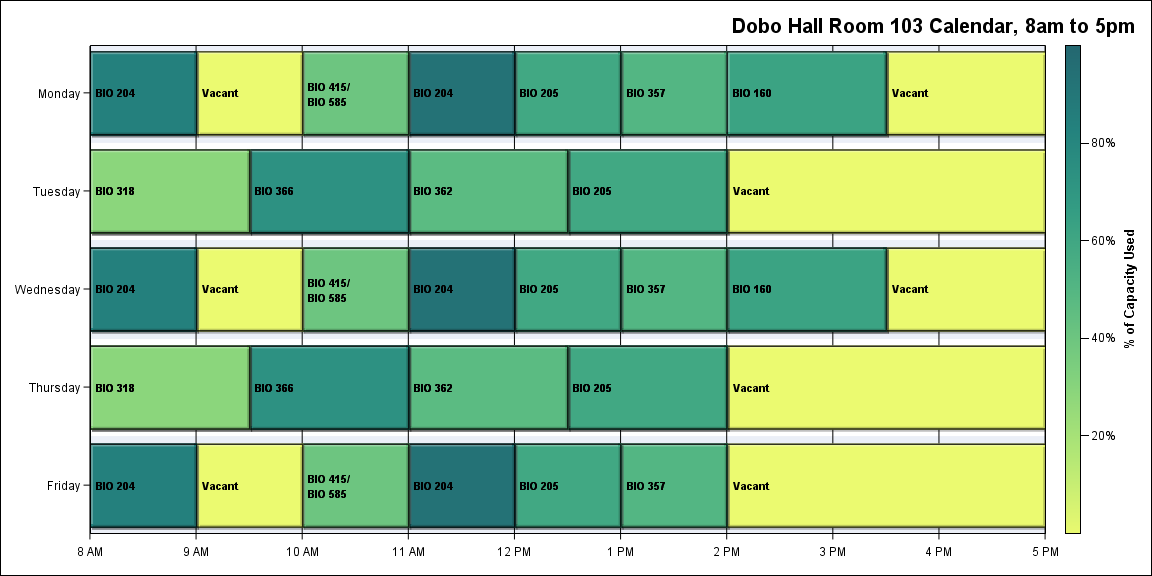 Dobo Hall Room 103 Calendar, 8am to 5pm
Monday
BIO 204
Vacant
BIO 415/
BIO 585
BIO 204
BIO 205
BIO 357
BIO 160
Vacant
Tuesday
BIO 318
BIO 366
BIO 362
BIO 205
Vacant
Wednesday
BIO 204
Vacant
BIO 415/
BIO 585
BIO 204
BIO 205
BIO 357
BIO 160
Vacant
Thursday
BIO 318
BIO 366
BIO 362
BIO 205
Vacant
Friday
BIO 204
Vacant
BIO 415/
BIO 585
BIO 204
BIO 205
BIO 357
Vacant
8 AM
9 AM
10 AM
11 AM
12 PM
1 PM
2 PM
3 PM
4 PM
5 PM
80%
60%
40%
20%
% of Capacity Used